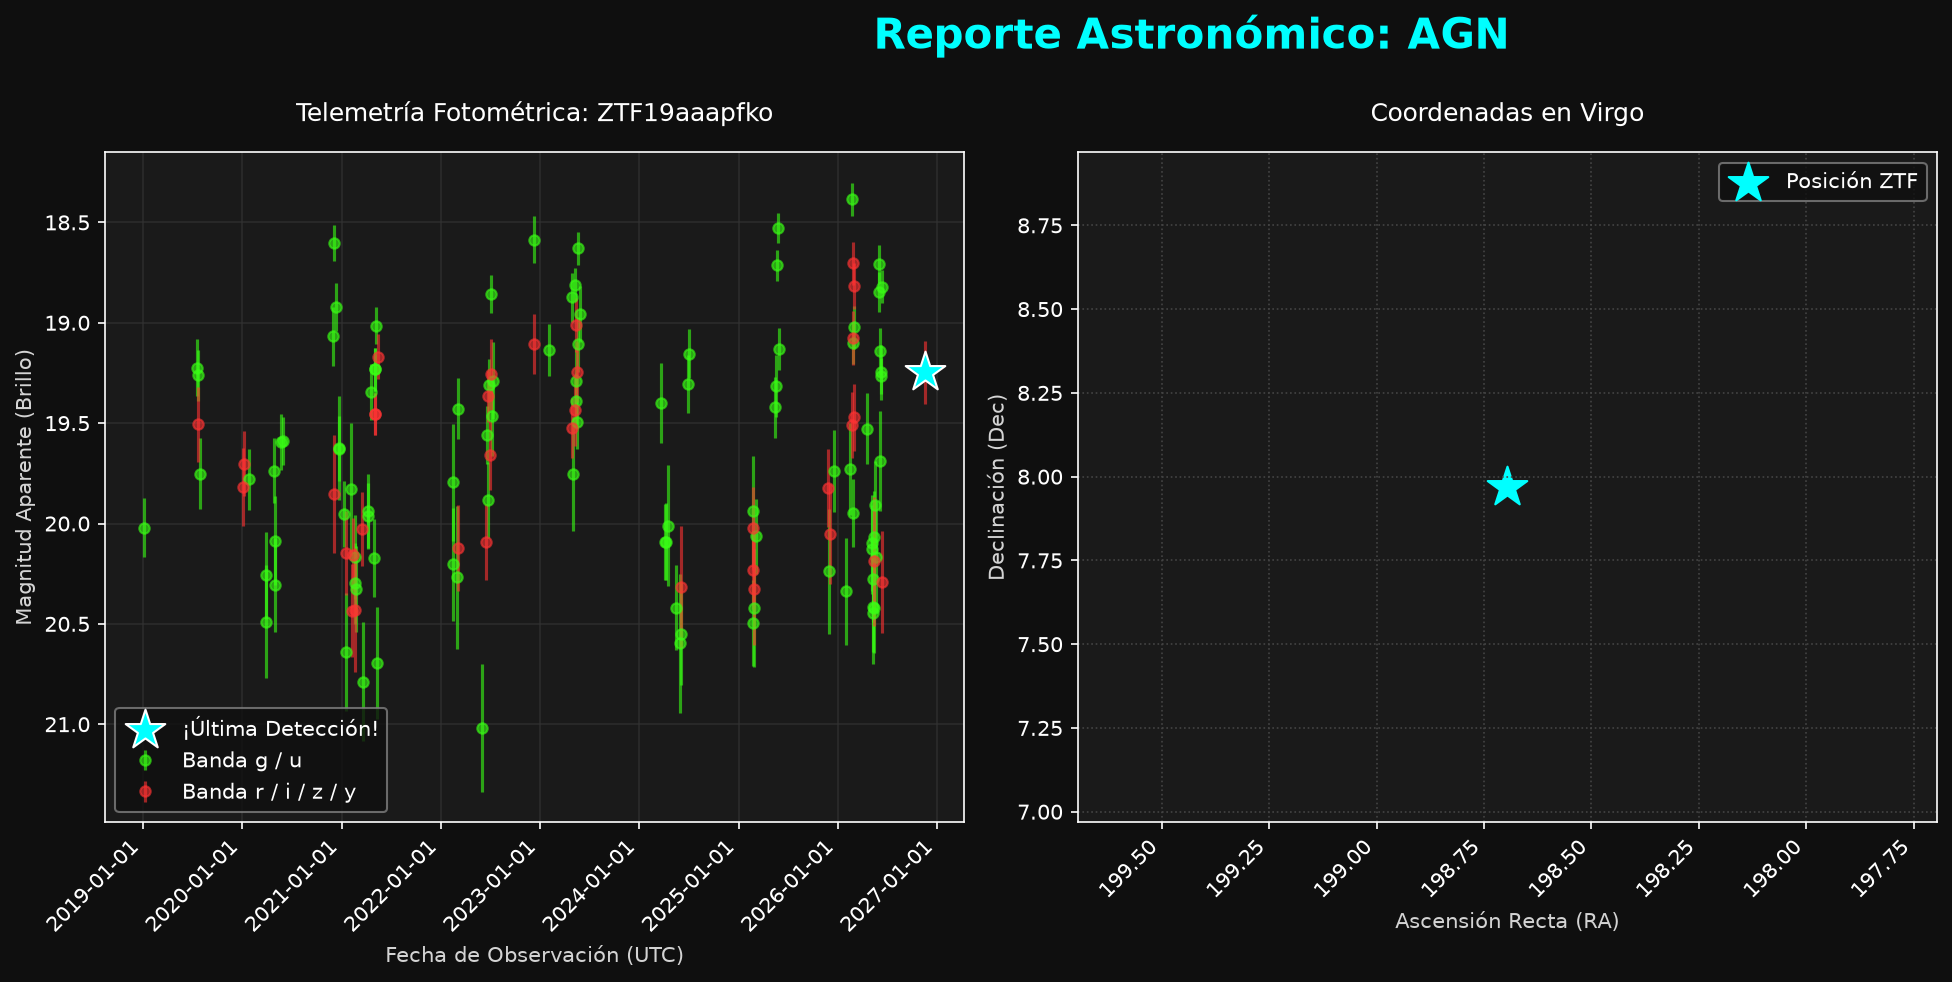 Reporte Astronómico: AGN
Telemetría Fotométrica: ZTF19aaapfko
Magnitud Aparente (Brillo)
18.5
19.0
19.5
20.0
20.5
21.0
¡Última Detección!
Banda g / u
Banda r / i / z / y
2019-01-01
2020-01-01
2021-01-01
2022-01-01
2023-01-01
2024-01-01
2025-01-01
2026-01-01
2027-01-01
Fecha de Observación (UTC)
Coordenadas en Virgo
Posición ZTF
Declinación (Dec)
8.75
8.50
8.25
8.00
7.75
7.50
7.25
7.00
199.50
199.25
199.00
198.75
198.50
198.25
198.00
197.75
Ascensión Recta (RA)